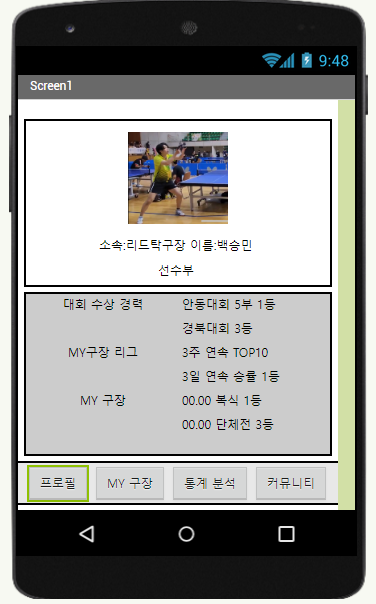 9:48
Screen1
소속:리드탁구장 이름:백승민
선수부
대회 수상 경력 안동대회 5부 1등
경북대회 3등
MY구장 리그 3주 연속 TOP10
3일 연속 승률 1등
MY 구장 00.00 복식 1등
00.00 단체전 3등
프로필 MY 구장 통계 분석 커뮤니티